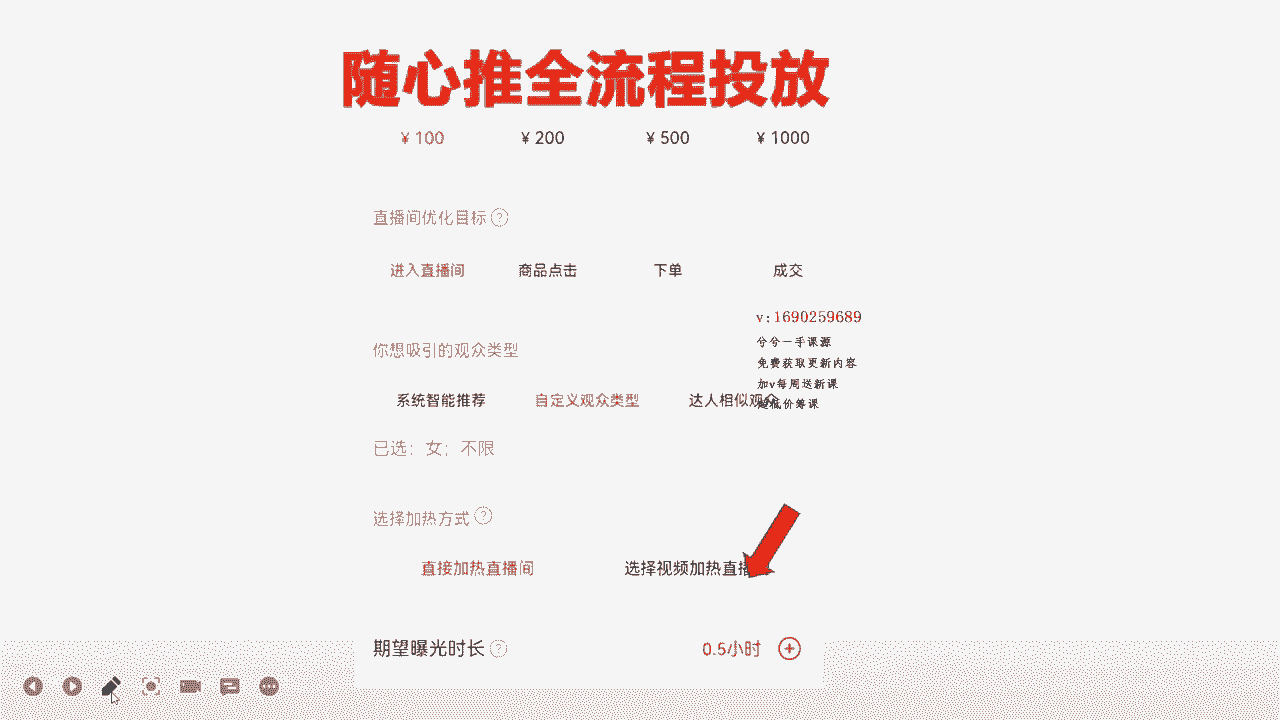 随心推全流程投放
¥ 100 ¥ 200 ¥ 500 ¥ 1000
直播间优化目标 ?
进入直播间 商品点击 下单 成交
v:1690259689
兮兮一手课源
你想吸引的观众类型
免费获取更新内容
加v每周送新课
系统智能推荐 自定义观众类型 达人相似观众
超低价筹课
已选：女；不限
选择加热方式 ?
直接加热直播间 选择视频加热直播
期望曝光时长 ? 0.5小时 +